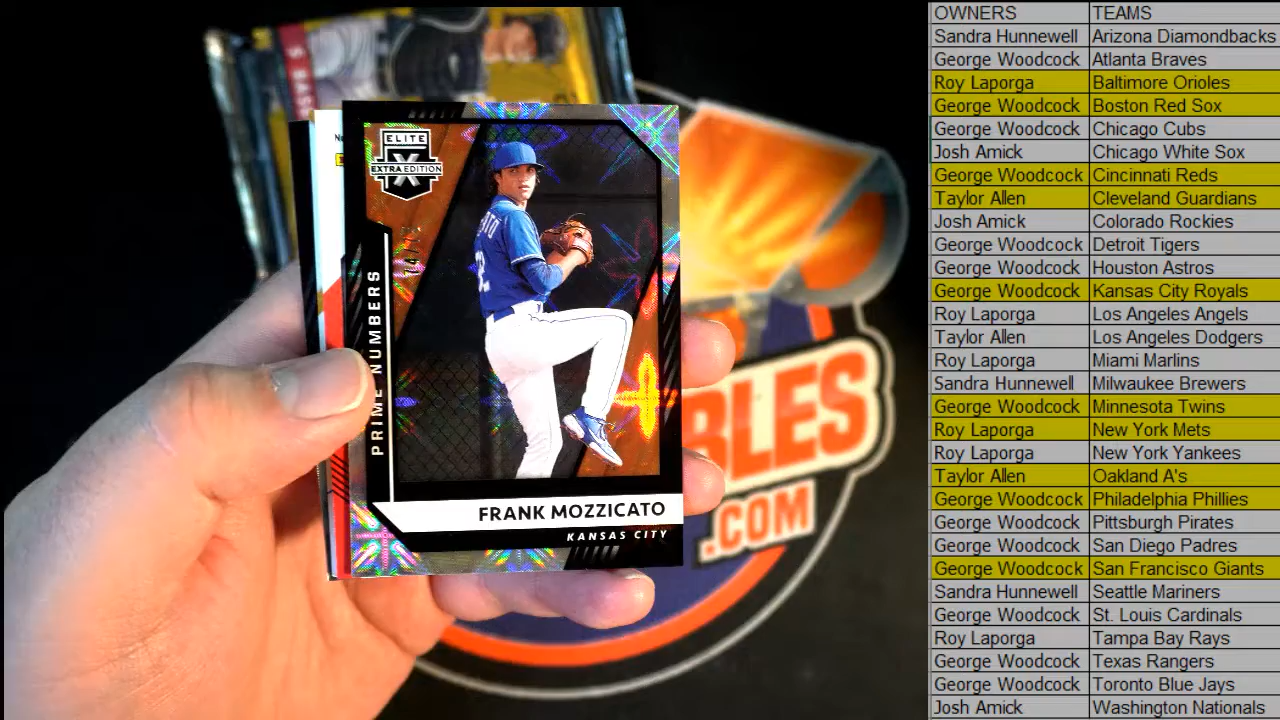 ELITE
X
EXTRA EDITION
PRIME NUMBERS
FRANK MOZZICATO
KANSAS CITY
BLES
.COM
OWNERS TEAMS
Sandra Hunnewell Arizona Diamondbacks
George Woodcock Atlanta Braves
Roy Laporga Baltimore Orioles
George Woodcock Boston Red Sox
George Woodcock Chicago Cubs
Josh Amick Chicago White Sox
George Woodcock Cincinnati Reds
Taylor Allen Cleveland Guardians
Josh Amick Colorado Rockies
George Woodcock Detroit Tigers
George Woodcock Houston Astros
George Woodcock Kansas City Royals
Roy Laporga Los Angeles Angels
Taylor Allen Los Angeles Dodgers
Roy Laporga Miami Marlins
Sandra Hunnewell Milwaukee Brewers
George Woodcock Minnesota Twins
Roy Laporga New York Mets
Roy Laporga New York Yankees
Taylor Allen Oakland A's
George Woodcock Philadelphia Phillies
George Woodcock Pittsburgh Pirates
George Woodcock San Diego Padres
George Woodcock San Francisco Giants
Sandra Hunnewell Seattle Mariners
George Woodcock St. Louis Cardinals
Roy Laporga Tampa Bay Rays
George Woodcock Texas Rangers
George Woodcock Toronto Blue Jays
Josh Amick Washington Nationals